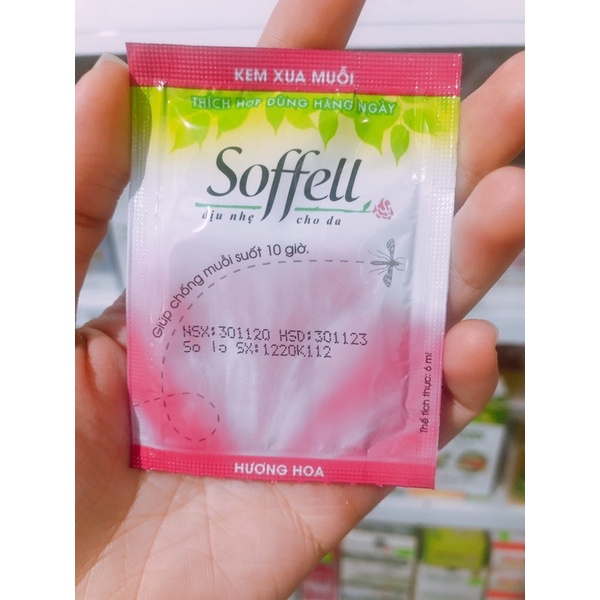 KEM XUA MUỖI
THÍCH HỢP DÙNG HÀNG NGÀY
Soffell
dịu nhẹ cho da
Giúp chống muỗi suốt 10 giờ.
NSX:301120 HSD:301123
So lo SX:1220K112
Thể tích thực: 6 ml
HƯƠNG HOA